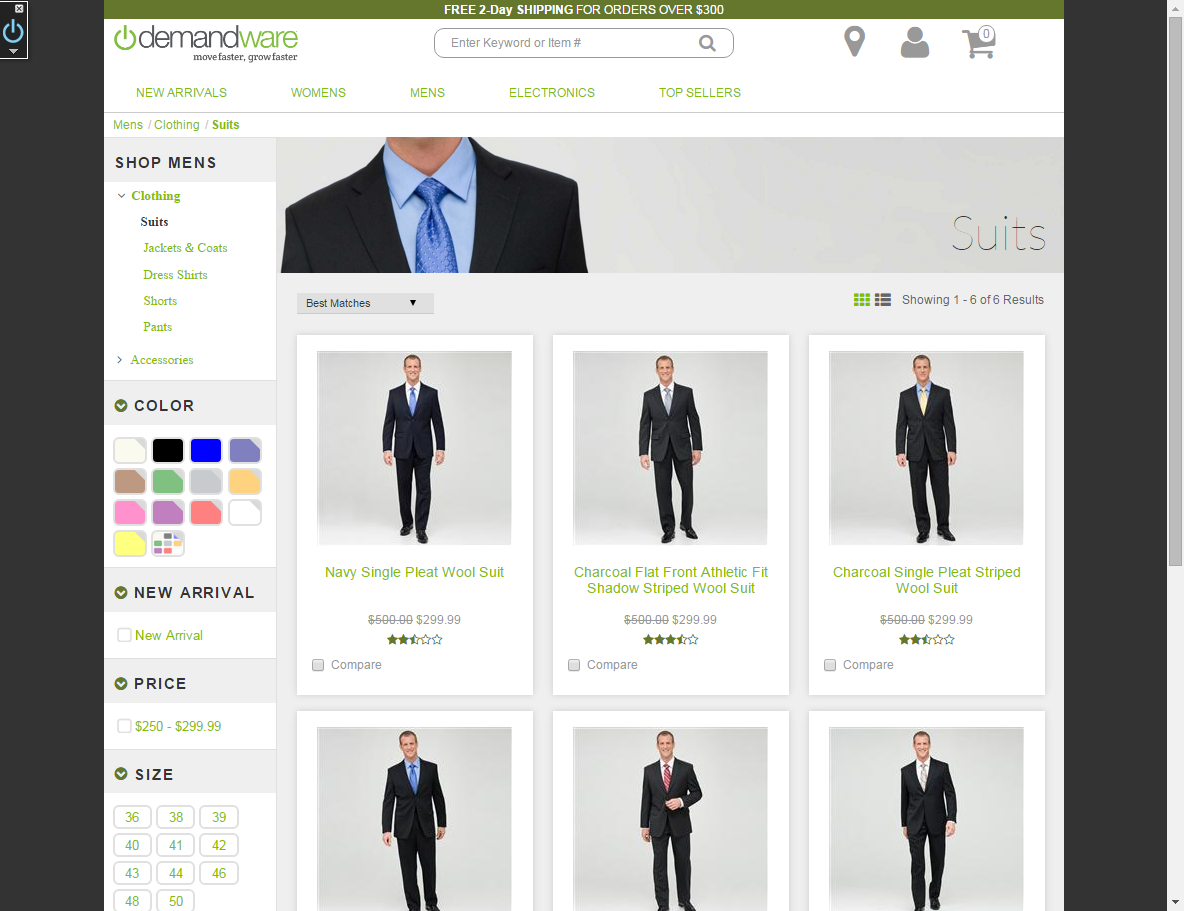 FREE 2-Day SHIPPING FOR ORDERS OVER $300
demandware
move faster, grow faster
Enter Keyword or Item #
0
NEW ARRIVALS WOMENS MENS ELECTRONICS TOP SELLERS
Mens / Clothing / Suits
SHOP MENS
Clothing
Suits
Jackets & Coats
Dress Shirts
Shorts
Pants
Accessories
COLOR
NEW ARRIVAL
New Arrival
PRICE
$250 - $299.99
SIZE
36 38 39
40 41 42
43 44 46
48 50
Suits
Best Matches
Showing 1 - 6 of 6 Results
Navy Single Pleat Wool Suit
$500.00 $299.99
Compare
Charcoal Flat Front Athletic Fit
Shadow Striped Wool Suit
$500.00 $299.99
Compare
Charcoal Single Pleat Striped
Wool Suit
$500.00 $299.99
Compare